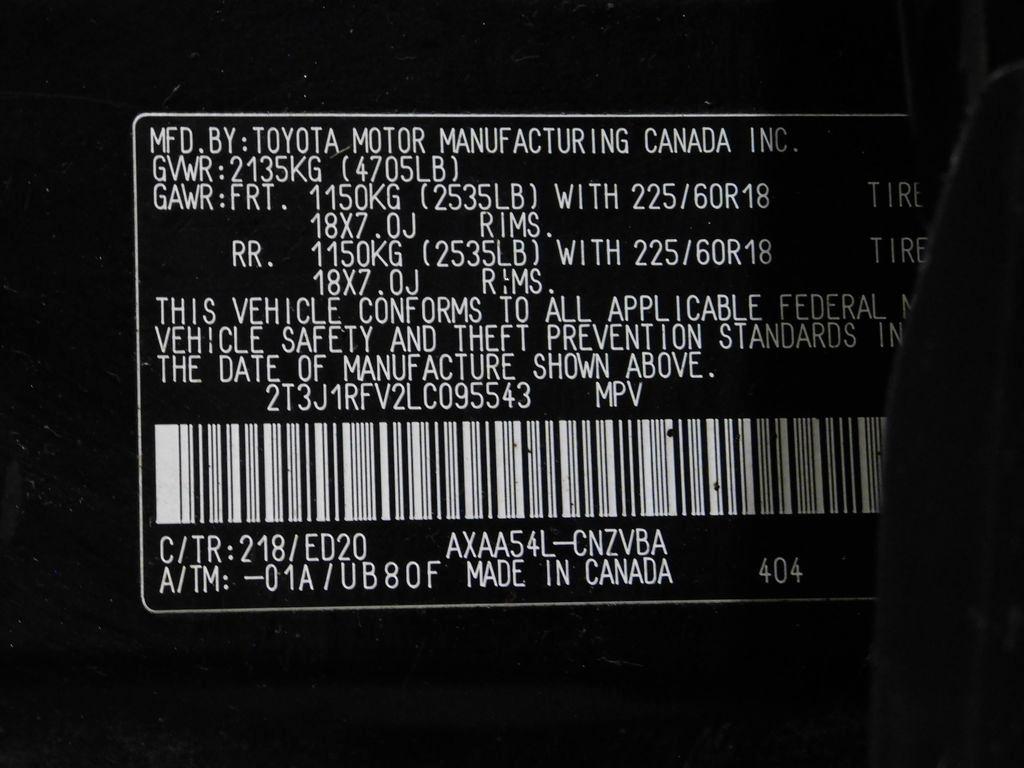 MFD.BY:TOYOTA MOTOR MANUFACTURING CANADA INC.
GVWR:2135KG (4705LB)
GAWR:FRT. 1150KG (2535LB) WITH 225/60R18 TIRE
18X7.0J RIMS.
RR. 1150KG (2535LB) WITH 225/60R18 TIRE
18X7.0J RIMS.
THIS VEHICLE CONFORMS TO ALL APPLICABLE FEDERAL
VEHICLE SAFETY AND THEFT PREVENTION STANDARDS IN
THE DATE OF MANUFACTURE SHOWN ABOVE.
2T3J1RFV2LC095543 MPV
C/TR:218/ED20 AXAA54L-CNZVBA
A/TM: -01A/UB80F MADE IN CANADA 404